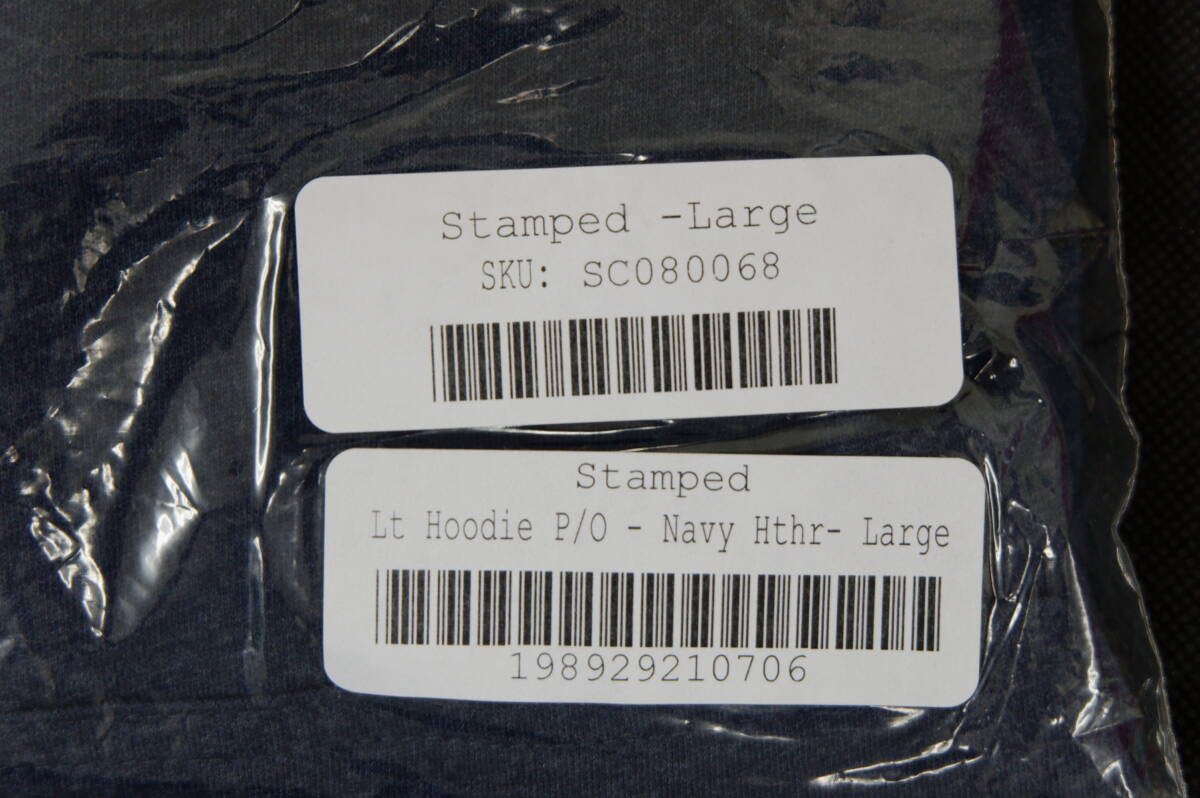 Stamped -Large
SKU: SC080068
Stamped
Lt Hoodie P/O - Navy Hthr- Large
198929210706